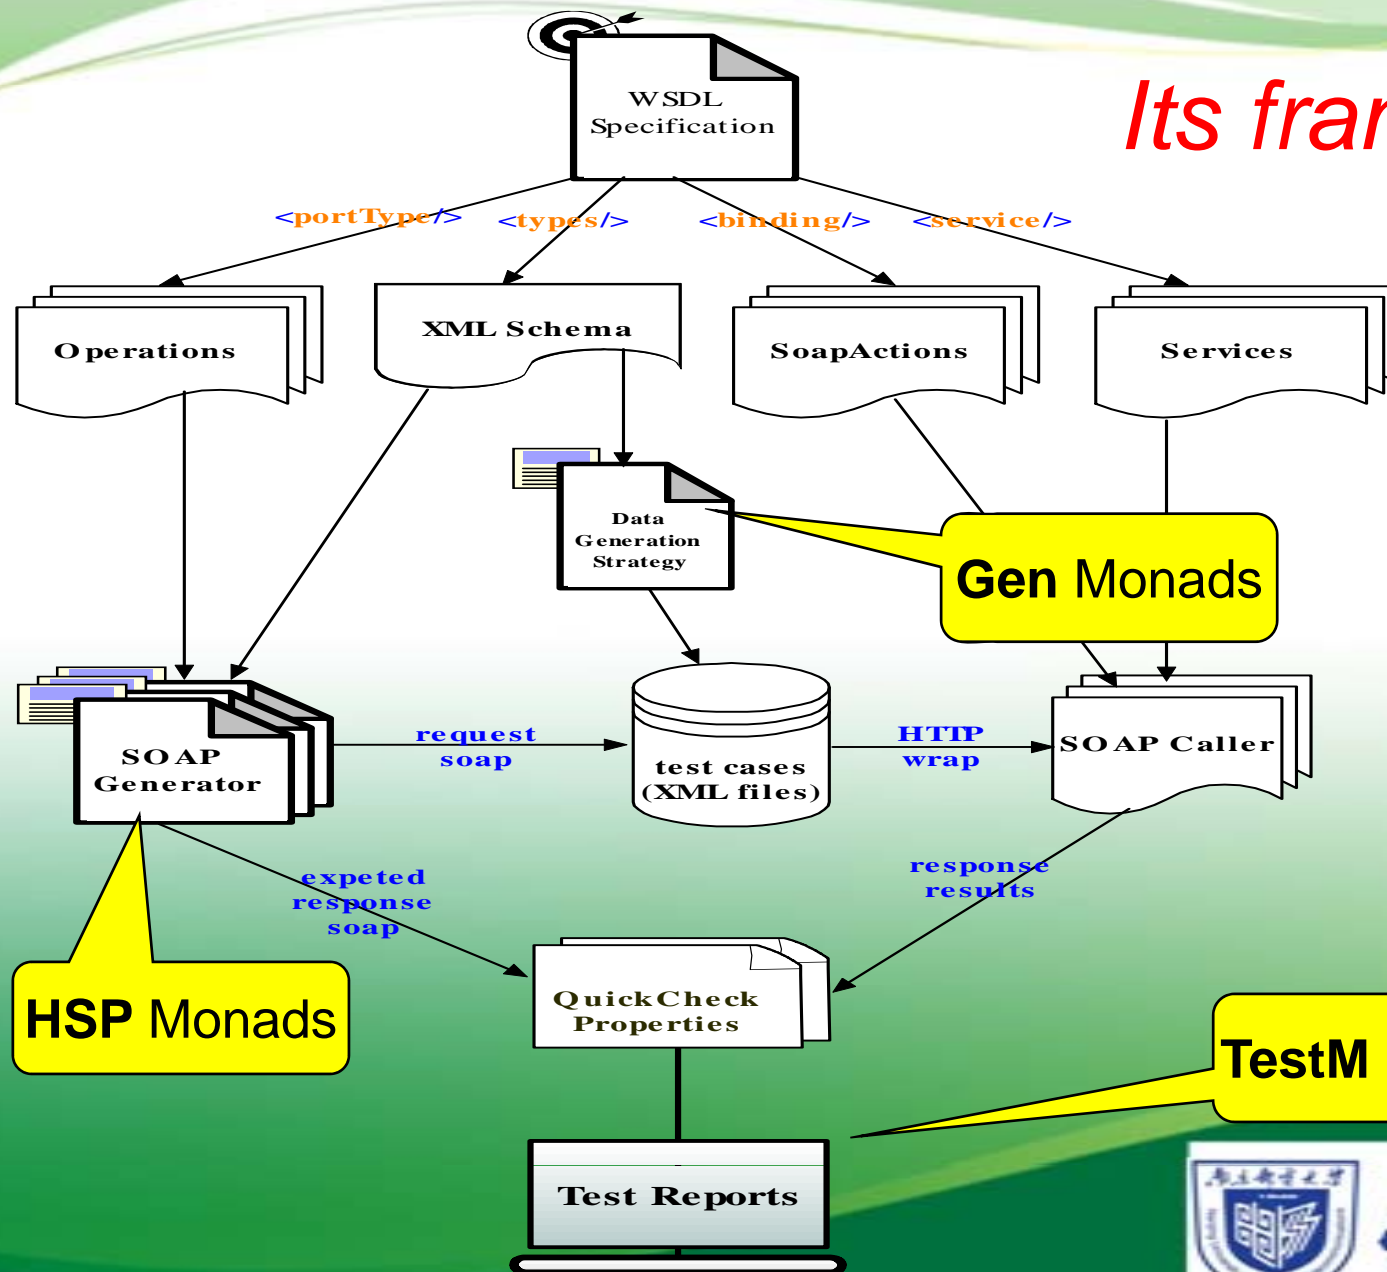 WSDL
Specification
Its fram
<portType/>
<types/>
<binding/>
<service/>
Operations
XML Schema
SoapActions
Services
Data
Generation
Strategy
Gen Monads
SOAP
Generator
request
soap
test cases
(XML files)
HTTP
wrap
SOAP Caller
expeted
response
soap
response
results
HSP Monads
QuickCheck
Properties
TestM
Test Reports